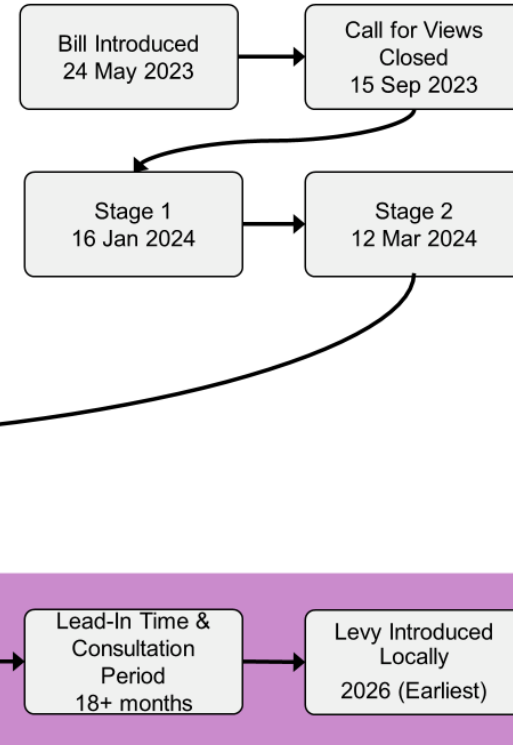 Bill Introduced
24 May 2023
Call for Views
Closed
15 Sep 2023
Stage 1
16 Jan 2024
Stage 2
12 Mar 2024
Lead-In Time &
Consultation
Period
18+ months
Levy Introduced
Locally
2026 (Earliest)